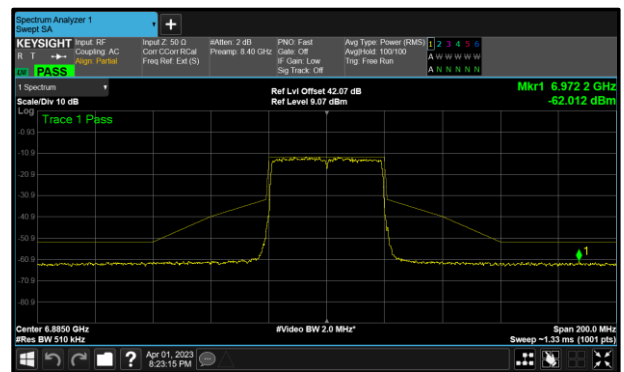 Spectrum Analyzer 1
Swept SA
+
KEYSIGHT
R T
PASS
Input: RF
Coupling: AC
Align: Partial
Input Z: 50 Ω
Corr CCorr RCal
Freq Ref: Ext (S)
#Atten: 2 dB
Preamp: 8.40 GHz
PNO: Fast
Gate: Off
IF Gain: Low
Sig Track: Off
Avg Type: Power (RMS)
Avg|Hold: 100/100
Trig: Free Run
1 2 3 4 5 6
A W W W W W
A N N N N N
1 Spectrum
Scale/Div 10 dB
Ref Lvl Offset 42.07 dB
Ref Level 9.07 dBm
Mkr1 6.972 2 GHz
-62.012 dBm
Log
Trace 1 Pass
-0.93
-10.9
-20.9
-30.9
-40.9
-50.9
-60.9
-70.9
-80.9
1
Center 6.8850 GHz
#Res BW 510 kHz
#Video BW 2.0 MHz*
Span 200.0 MHz
Sweep ~1.33 ms (1001 pts)
?
Apr 01, 2023
8:23:15 PM